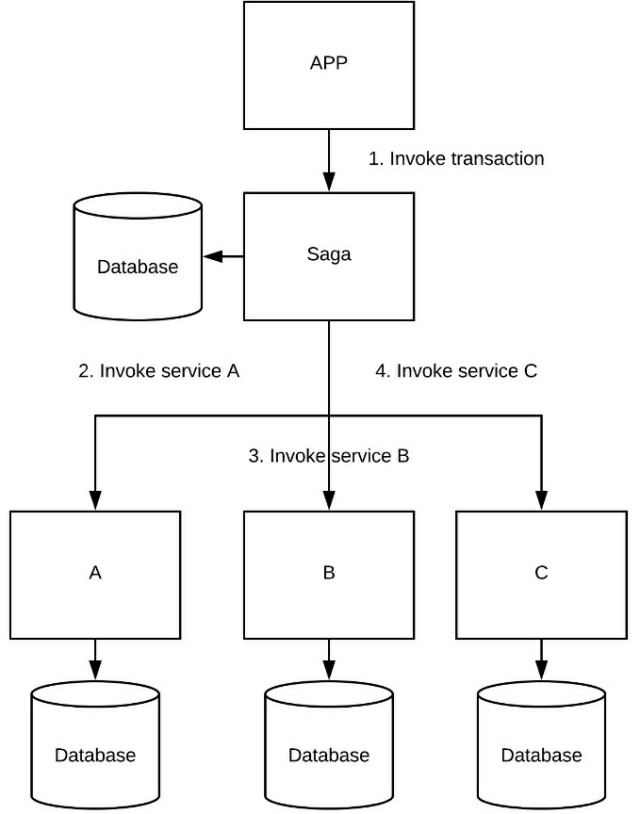 APP
1. Invoke transaction
Saga
Database
2. Invoke service A
4. Invoke service C
3. Invoke service B
A
B
C
Database
Database
Database